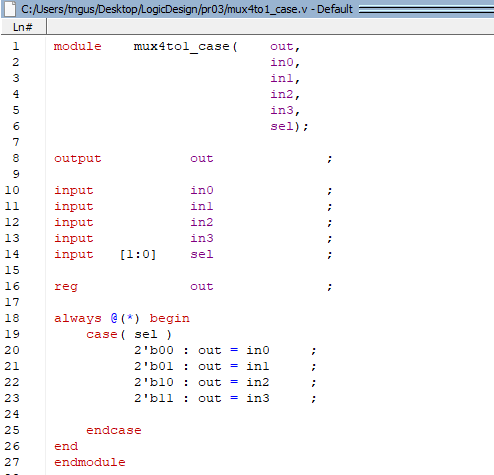 C:/Users/tngus/Desktop/LogicDesign/pr03/mux4to1_case.v - Default
Ln#
1 module mux4to1_case( out,
2 in0,
3 in1,
4 in2,
5 in3,
6 sel);
7
8 output out ;
9
10 input in0 ;
11 input in1 ;
12 input in2 ;
13 input in3 ;
14 input [1:0] sel ;
15
16 reg out ;
17
18 always @(*) begin
19 case( sel )
20 2'b00 : out = in0 ;
21 2'b01 : out = in1 ;
22 2'b10 : out = in2 ;
23 2'b11 : out = in3 ;
24
25 endcase
26 end
27 endmodule